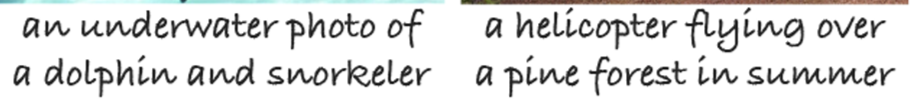 an underwater photo of
a dolphin and snorkeler
a helicopter flying over
a pine forest in summer